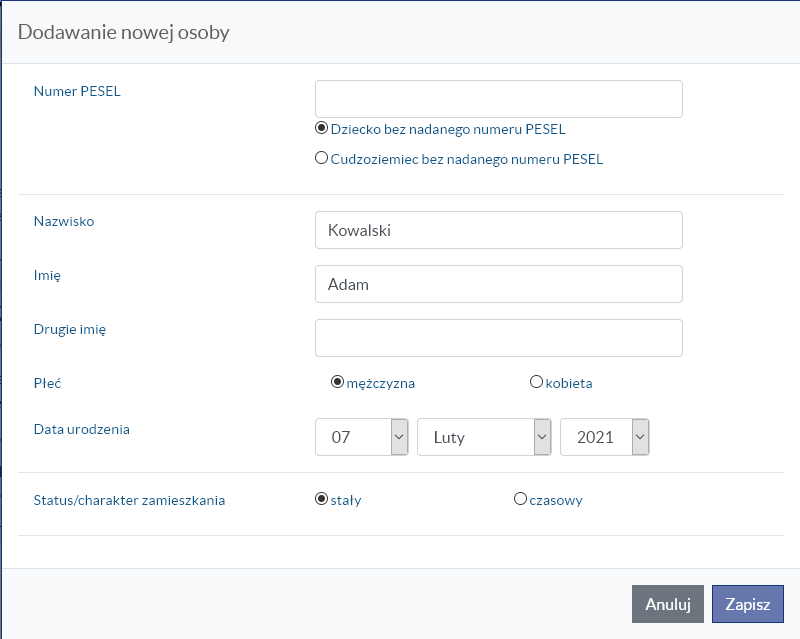 Dodawanie nowej osoby
Numer PESEL
Dziecko bez nadanego numeru PESEL
Cudzoziemiec bez nadanego numeru PESEL
Nazwisko Kowalski
Imię Adam
Drugie imię
Płeć mężczyzna kobieta
Data urodzenia 07 Luty 2021
Status/charakter zamieszkania stały czasowy
Anuluj Zapisz